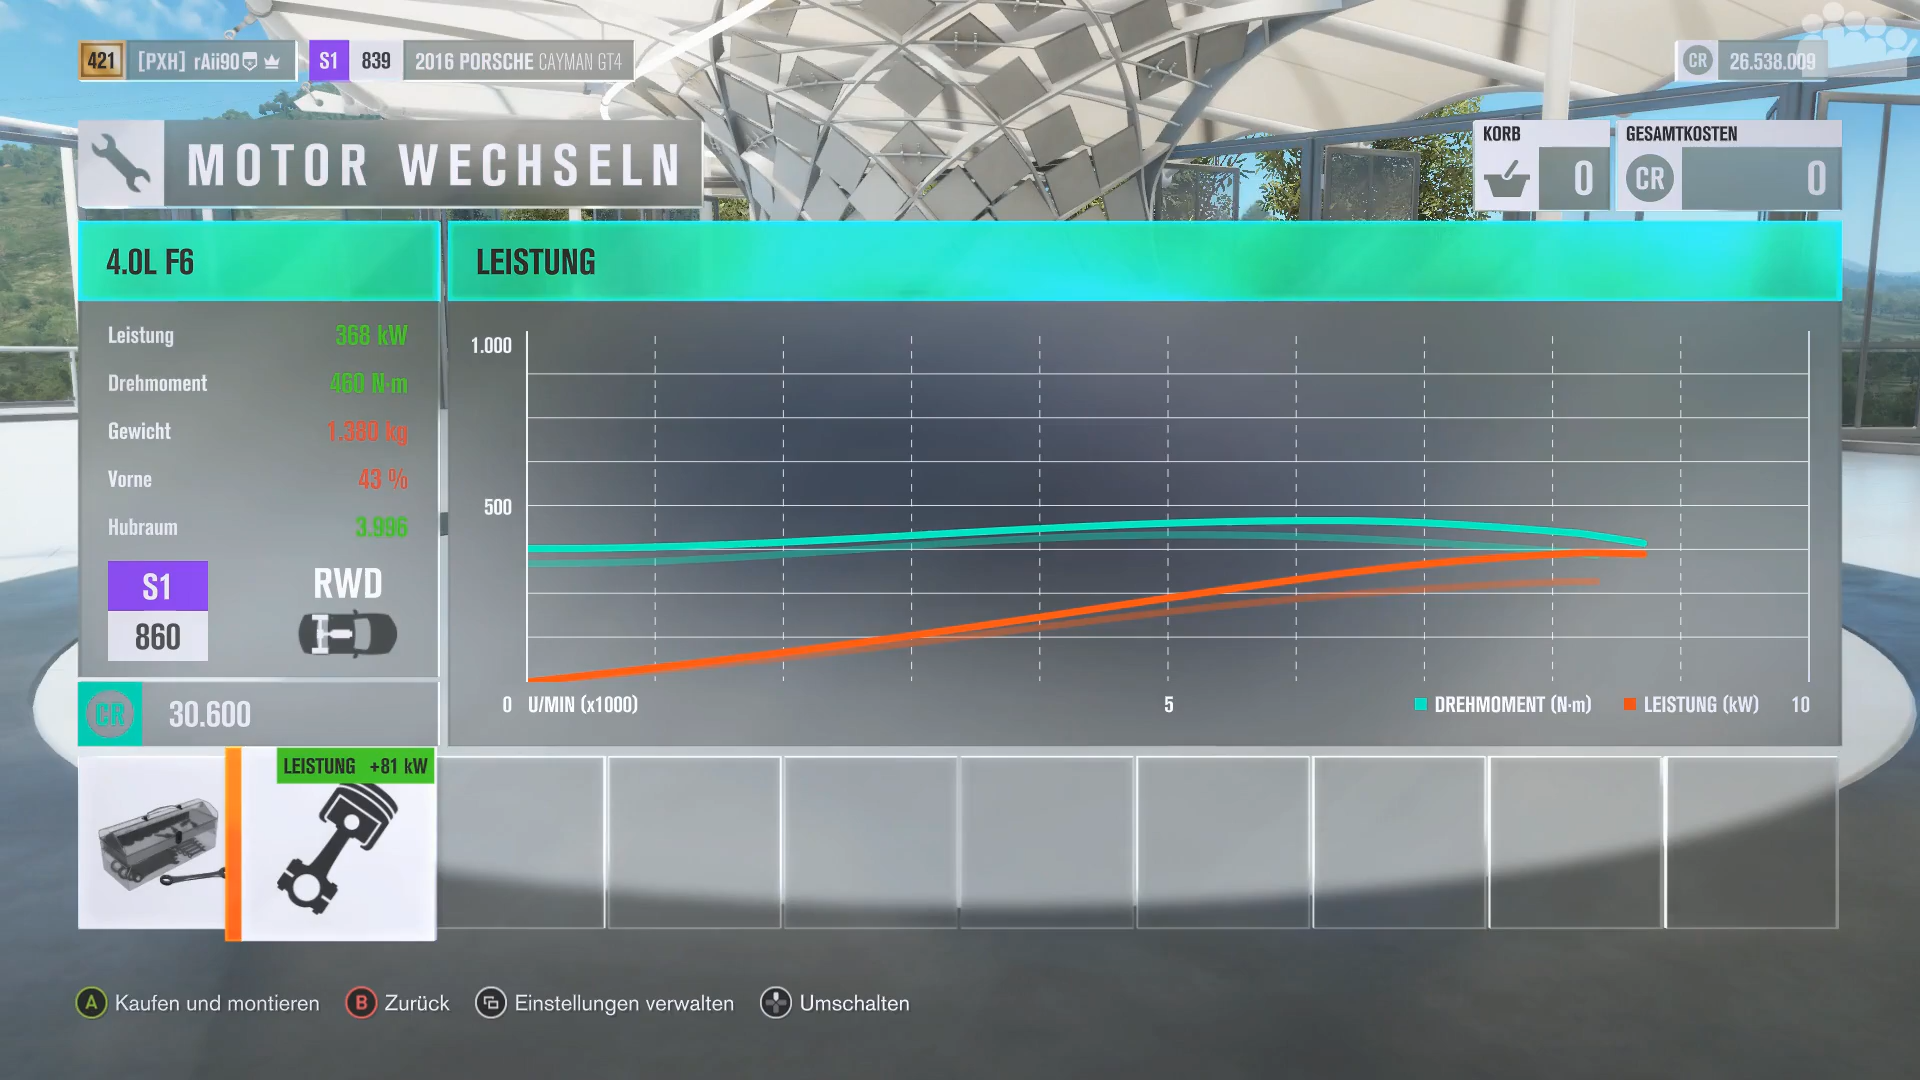 421 [PXH] rAii90 S1 839 2016 PORSCHE CAYMAN GT4
CR 26.538.009
MOTOR WECHSELN
KORB
0
GESAMTKOSTEN
CR 0
4.0L F6
Leistung 368 kW
Drehmoment 460 N·m
Gewicht 1.380 kg
Vorne 43 %
Hubraum 3.996
S1
860
RWD
CR 30.600
LEISTUNG
1.000
500
0 U/MIN (x1000) 5 DREHMOMENT (N·m) LEISTUNG (kW) 10
LEISTUNG +81 kW
A Kaufen und montieren B Zurück Einstellungen verwalten Umschalten